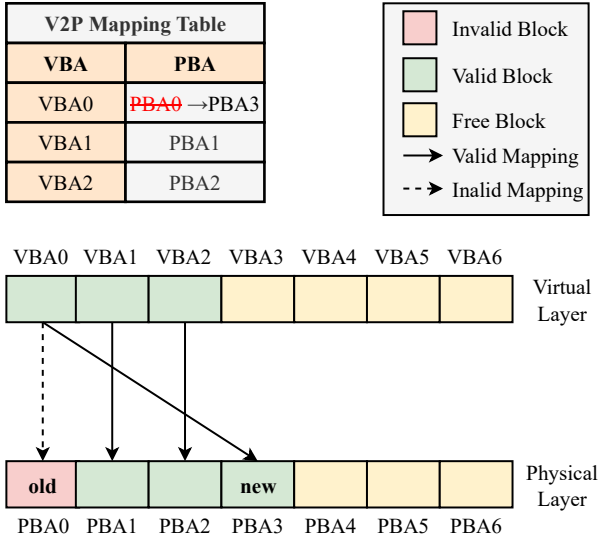 V2P Mapping Table
VBA PBA
VBA0 PBA0 →PBA3
VBA1 PBA1
VBA2 PBA2
Invalid Block
Valid Block
Free Block
Valid Mapping
Inalid Mapping
VBA0 VBA1 VBA2 VBA3 VBA4 VBA5 VBA6
Virtual
Layer
old new
Physical
Layer
PBA0 PBA1 PBA2 PBA3 PBA4 PBA5 PBA6